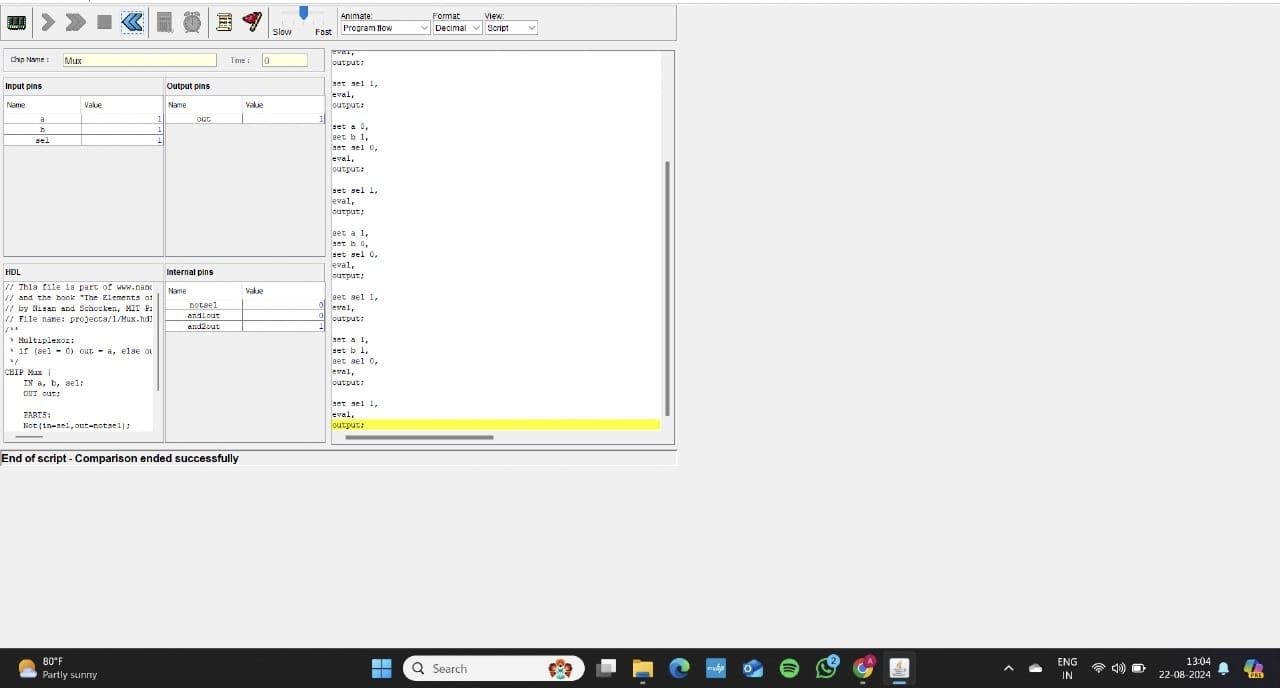 Animate:
Format:
View:
Slow
Fast
Program flow
Decimal
Script
Chip Name :
Mux
Time :
0
Input pins
Name
Value
a
1
b
1
sel
1
Output pins
Name
Value
out
1
HDL
// This file is part of www.nand
// and the book "The Elements of
// by Nisan and Schocken, MIT Pr
// File name: projects/1/Mux.hdl
/**
* Multiplexor:
* if (sel = 0) out = a, else ou
*/
CHIP Mux {
IN a, b, sel;
OUT out;
PARTS:
Not(in=sel,out=notsel);
Internal pins
Name
Value
notsel
0
and1out
0
and2out
1
eval,
output;
set sel 1,
eval,
output;
set a 0,
set b 1,
set sel 0,
eval,
output;
set sel 1,
eval,
output;
set a 1,
set b 0,
set sel 0,
eval,
output;
set sel 1,
eval,
output;
set a 1,
set b 1,
set sel 0,
eval,
output;
set sel 1,
eval,
output;
End of script - Comparison ended successfully
80°F
Partly sunny
Search
2
A
ENG
IN
13:04
22-08-2024
PRE